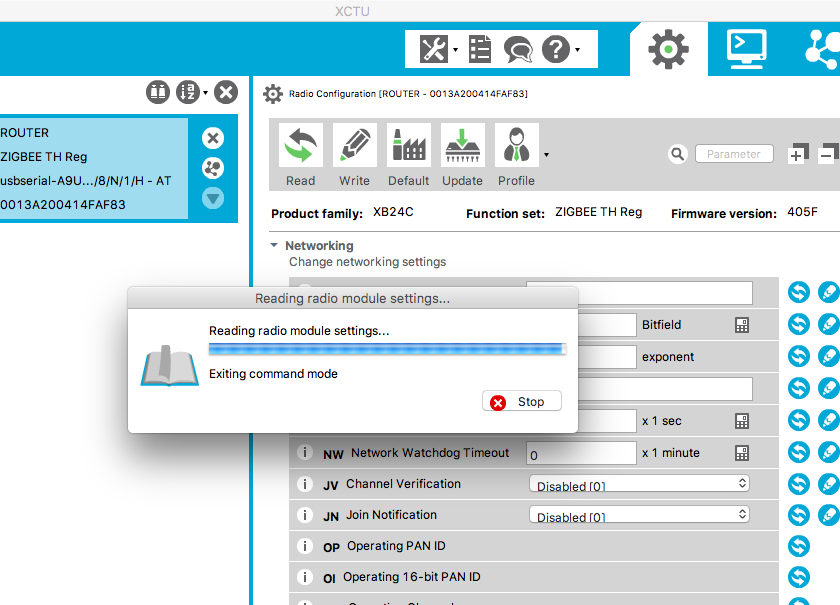 XCTU
Radio Configuration [ROUTER - 0013A200414FAF83]
ROUTER
ZIGBEE TH Reg
usbserial-A9U.../8/N/1/H - AT
0013A200414FAF83
Read Write Default Update Profile
Parameter
Product family: XB24C Function set: ZIGBEE TH Reg Firmware version: 405F
Networking
Change networking settings
Reading radio module settings...
Reading radio module settings...
Exiting command mode
Stop
Bitfield
exponent
x 1 sec
i NW Network Watchdog Timeout 0 x 1 minute
i JV Channel Verification Disabled [0]
i JN Join Notification Disabled [0]
i OP Operating PAN ID
i OI Operating 16-bit PAN ID